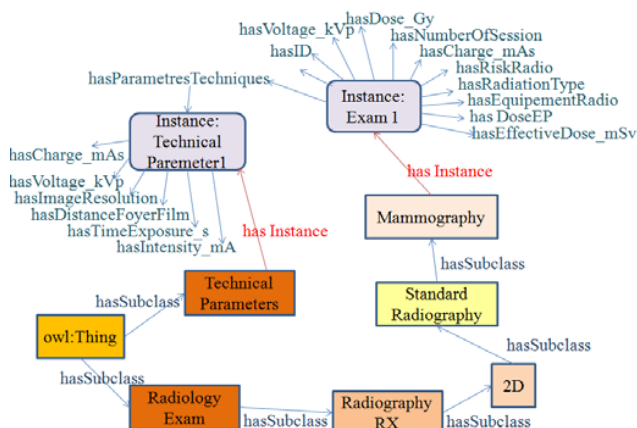 hasDose_Gy
hasVoltage_kVp
hasNumberOfSession
hasID
hasCharge_mAs
hasRiskRadio
hasParametresTechniques
hasRadiationType
Instance:
Exam 1
hasEquipementRadio
has DoseEP
hasEffectiveDose_mSv
Instance:
Technical
Paremeter1
hasCharge_mAs
hasVoltage_kVp
hasImageResolution
hasDistanceFoyerFilm
hasTimeExposure_s
hasIntensity_mA
has Instance
has Instance
Mammography
hasSubclass
Technical
Parameters
hasSubclass
Standard
Radiography
owl:Thing
hasSubclass
hasSubclass
2D
Radiology
Exam
hasSubclass
Radiography
RX
hasSubclass